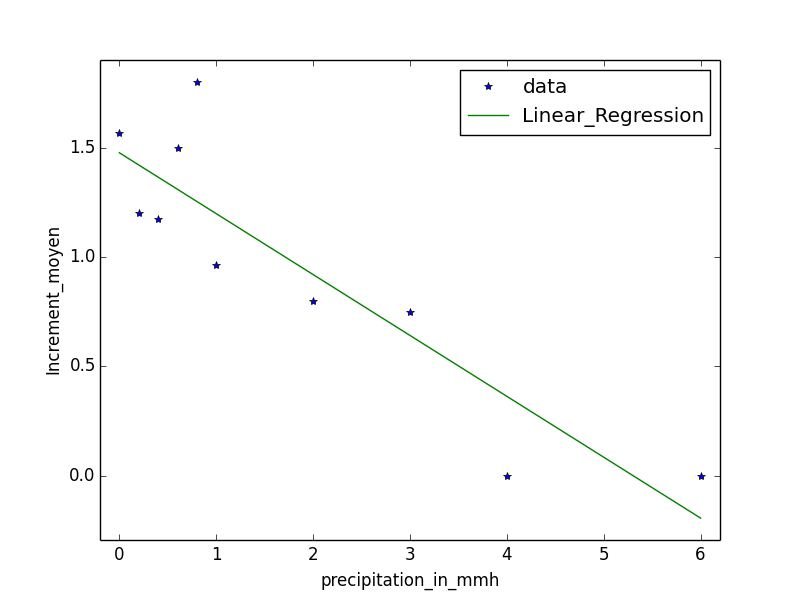 data
Linear_Regression
1.5
1.0
0.5
0.0
Increment_moyen
0 1 2 3 4 5 6
precipitation_in_mmh